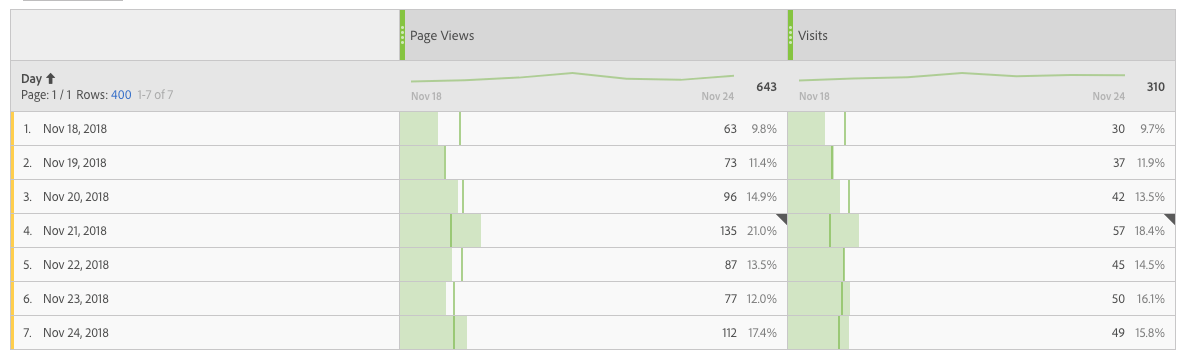 Page Views Visits
Day
Page: 1 / 1 Rows: 400 1-7 of 7
Nov 18 Nov 24 643 Nov 18 Nov 24 310
1. Nov 18, 2018 63 9.8% 30 9.7%
2. Nov 19, 2018 73 11.4% 37 11.9%
3. Nov 20, 2018 96 14.9% 42 13.5%
4. Nov 21, 2018 135 21.0% 57 18.4%
5. Nov 22, 2018 87 13.5% 45 14.5%
6. Nov 23, 2018 77 12.0% 50 16.1%
7. Nov 24, 2018 112 17.4% 49 15.8%